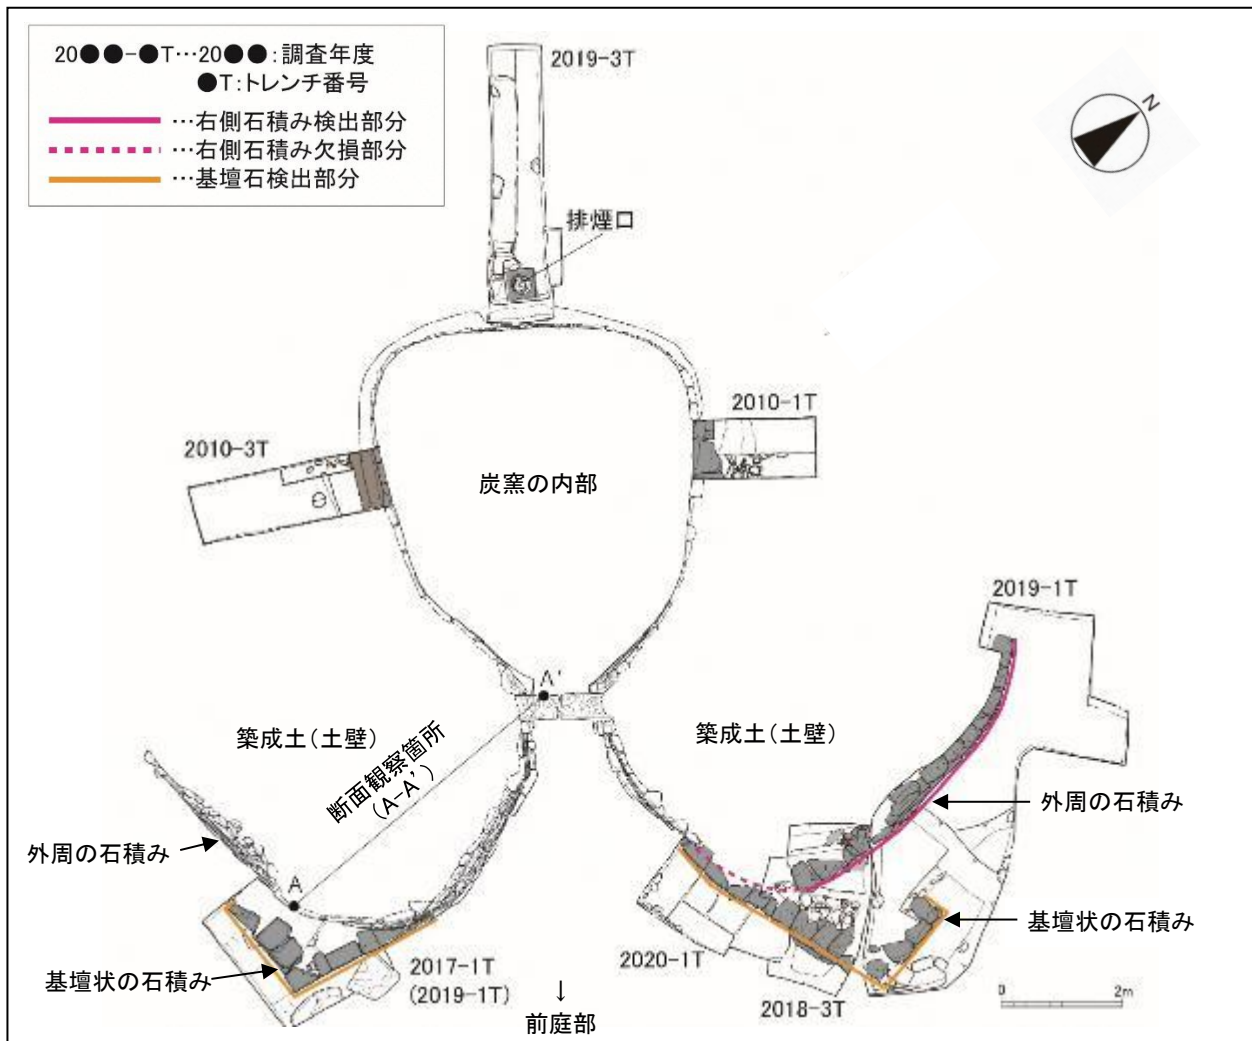 20●●-●T…20●●:調査年度
●T:トレンチ番号
…右側石積み検出部分
…右側石積み欠損部分
…基壇石検出部分
2019-3T
N
排煙口
2010-1T
2010-3T
炭窯の内部
2019-1T
A'
築成土(土壁)
築成土(土壁)
断面観察箇所
(A-A')
外周の石積み
外周の石積み
A
基壇状の石積み
2020-1T
2017-1T
(2019-1T)
基壇状の石積み
↓
前庭部
2018-3T
0 2m